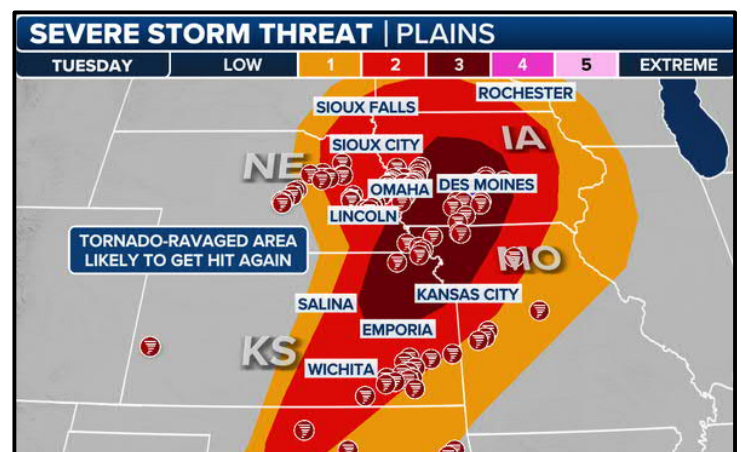 SEVERE STORM THREAT | PLAINS
TUESDAY LOW 1 2 3 4 5 EXTREME
ROCHESTER
SIOUX FALLS
IA
SIOUX CITY
NE
OMAHA DES MOINES
LINCOLN
TORNADO-RAVAGED AREA
LIKELY TO GET HIT AGAIN
MO
KANSAS CITY
SALINA
EMPORIA
KS
WICHITA